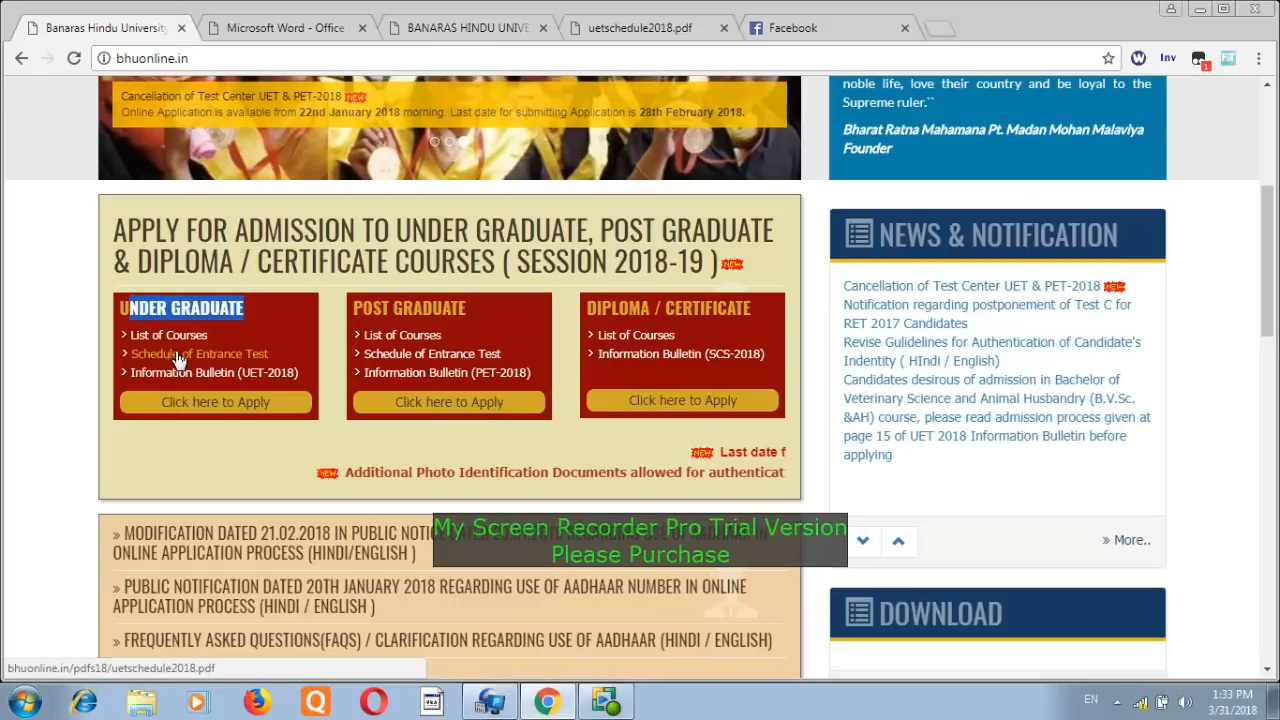 Banaras Hindu University
Microsoft Word - Office
BANARAS HINDU UNIVE
uetschedule2018.pdf
Facebook
bhuonline.in
Inv
1
noble life, love their country and be loyal to the
Supreme ruler.``
Bharat Ratna Mahamana Pt. Madan Mohan Malaviya
Founder
Cancellation of Test Center UET & PET-2018 NEW
Online Application is available from 22nd January 2018 morning. Last date for submitting Application is 28th February 2018.
APPLY FOR ADMISSION TO UNDER GRADUATE, POST GRADUATE
& DIPLOMA / CERTIFICATE COURSES ( SESSION 2018-19 ) NEW
UNDER GRADUATE
List of Courses
Schedule of Entrance Test
Information Bulletin (UET-2018)
Click here to Apply
POST GRADUATE
List of Courses
Schedule of Entrance Test
Information Bulletin (PET-2018)
Click here to Apply
DIPLOMA / CERTIFICATE
List of Courses
Information Bulletin (SCS-2018)
Click here to Apply
NEW Last date f
NEW Additional Photo Identification Documents allowed for authenticat
NEWS & NOTIFICATION
Cancellation of Test Center UET & PET-2018 NEW
Notification regarding postponement of Test C for
RET 2017 Candidates
Revise Gulidelines for Authentication of Candidate's
Indentity ( HIndi / English)
Candidates desirous of admission in Bachelor of
Veterinary Science and Animal Husbandry (B.V.Sc.
&AH) course, please read admission process given at
page 15 of UET 2018 Information Bulletin before
applying
» More..
» MODIFICATION DATED 21.02.2018 IN PUBLIC NOTICE
ONLINE APPLICATION PROCESS (HINDI/ENGLISH )
My Screen Recorder Pro Trial Version
Please Purchase
» PUBLIC NOTIFICATION DATED 20TH JANUARY 2018 REGARDING USE OF AADHAAR NUMBER IN ONLINE
APPLICATION PROCESS (HINDI / ENGLISH )
» FREQUENTLY ASKED QUESTIONS(FAQS) / CLARIFICATION REGARDING USE OF AADHAAR (HINDI / ENGLISH)
DOWNLOAD
bhuonline.in/pdfs18/uetschedule2018.pdf
EN
1:33 PM
3/31/2018